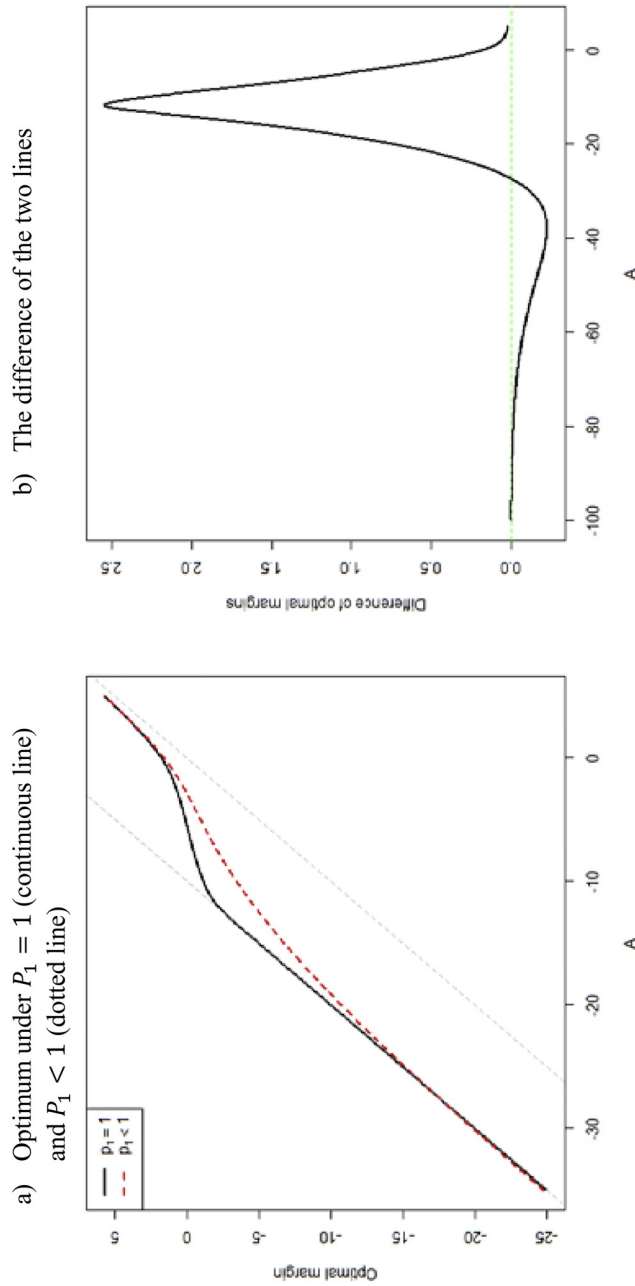 a) Optimum under P₁ = 1 (continuous line)
and P₁ < 1 (dotted line)
p₁ = 1
p₁ < 1
Optimal margin
5
0
-5
-10
-15
-20
-25
-30
-20
-10
0
A
b) The difference of the two lines
Difference of optimal margins
2.5
2.0
1.5
1.0
0.5
0.0
-100
-80
-60
-40
-20
0
A